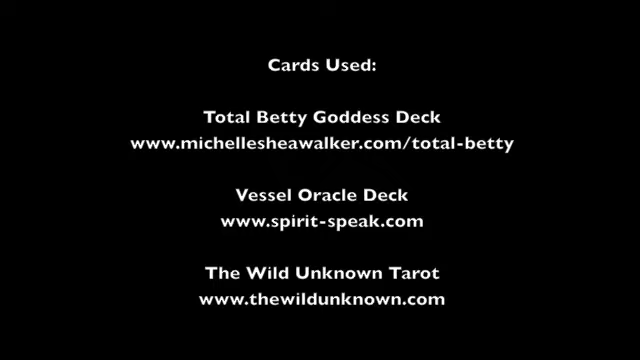 Cards Used:
Total Betty Goddess Deck
www.michellesheawalker.com/total-betty
Vessel Oracle Deck
www.spirit-speak.com
The Wild Unknown Tarot
www.thewildunknown.com